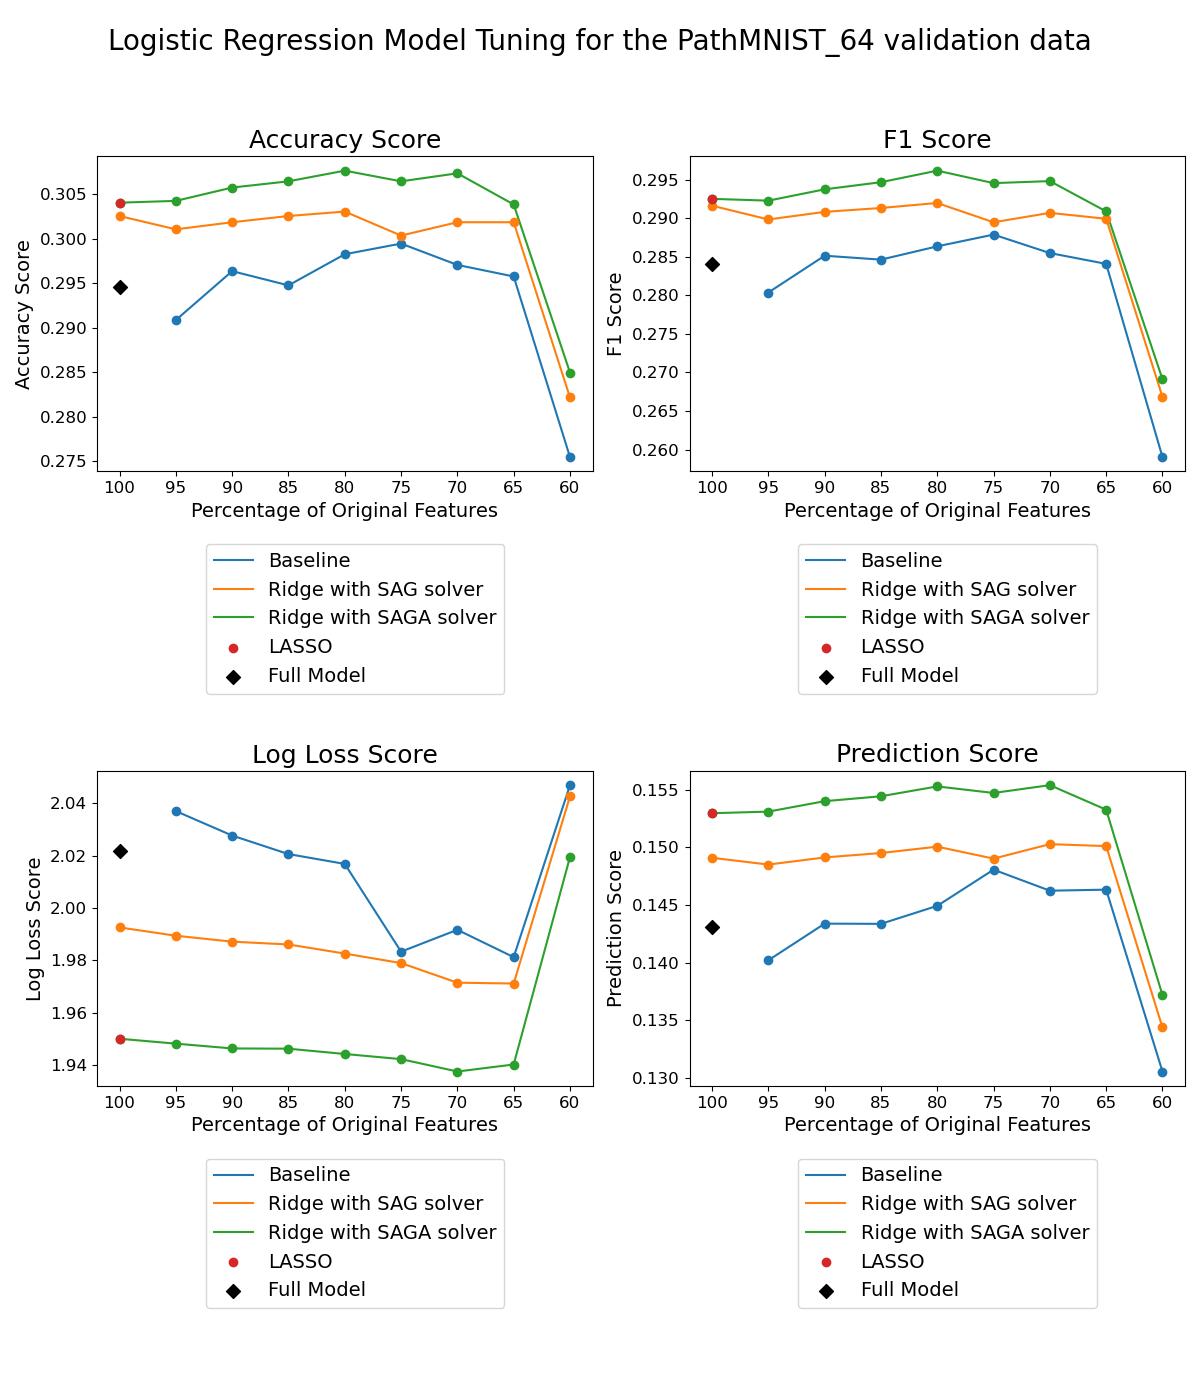 Logistic Regression Model Tuning for the PathMNIST_64 validation data
Accuracy Score
Accuracy Score
0.305
0.300
0.295
0.290
0.285
0.280
0.275
100 95 90 85 80 75 70 65 60
Percentage of Original Features
Baseline
Ridge with SAG solver
Ridge with SAGA solver
LASSO
Full Model
F1 Score
F1 Score
0.295
0.290
0.285
0.280
0.275
0.270
0.265
0.260
100 95 90 85 80 75 70 65 60
Percentage of Original Features
Baseline
Ridge with SAG solver
Ridge with SAGA solver
LASSO
Full Model
Log Loss Score
Log Loss Score
2.04
2.02
2.00
1.98
1.96
1.94
100 95 90 85 80 75 70 65 60
Percentage of Original Features
Baseline
Ridge with SAG solver
Ridge with SAGA solver
LASSO
Full Model
Prediction Score
Prediction Score
0.155
0.150
0.145
0.140
0.135
0.130
100 95 90 85 80 75 70 65 60
Percentage of Original Features
Baseline
Ridge with SAG solver
Ridge with SAGA solver
LASSO
Full Model